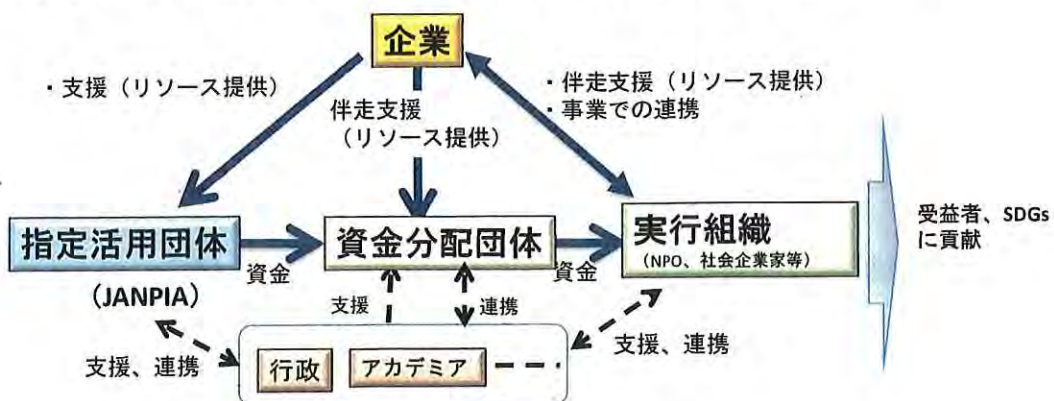 企業
・支援（リソース提供）
伴走支援
（リソース提供）
・伴走支援（リソース提供）
・事業での連携
指定活用団体
（JANPIA）
資金
資金分配団体
資金
実行組織
（NPO、社会企業家等）
受益者、SDGs
に貢献
支援
連携
支援、連携
行政
アカデミア
支援、連携